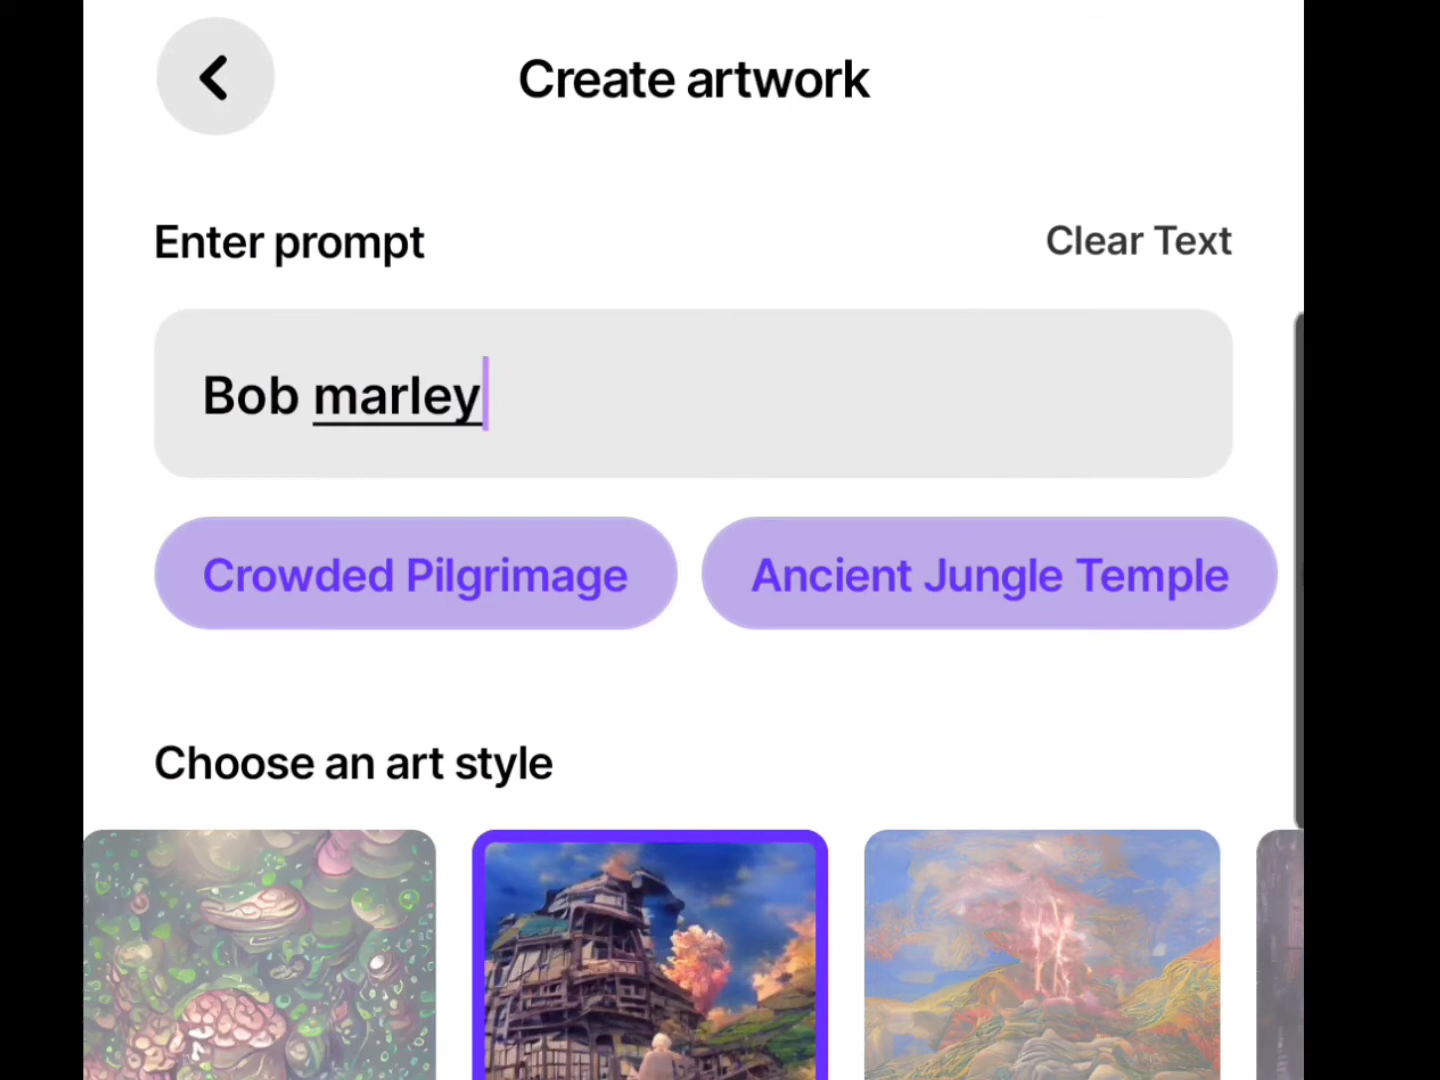 Create artwork
Enter prompt
Clear Text
Bob marley
Crowded Pilgrimage
Ancient Jungle Temple
Choose an art style